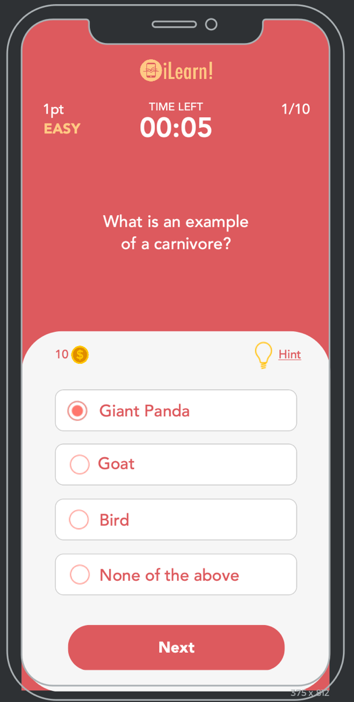 iLearn!
1pt
TIME LEFT
1/10
EASY
00:05
What is an example
of a carnivore?
10 $
Hint
Giant Panda
Goat
Bird
None of the above
Next
375 x 812